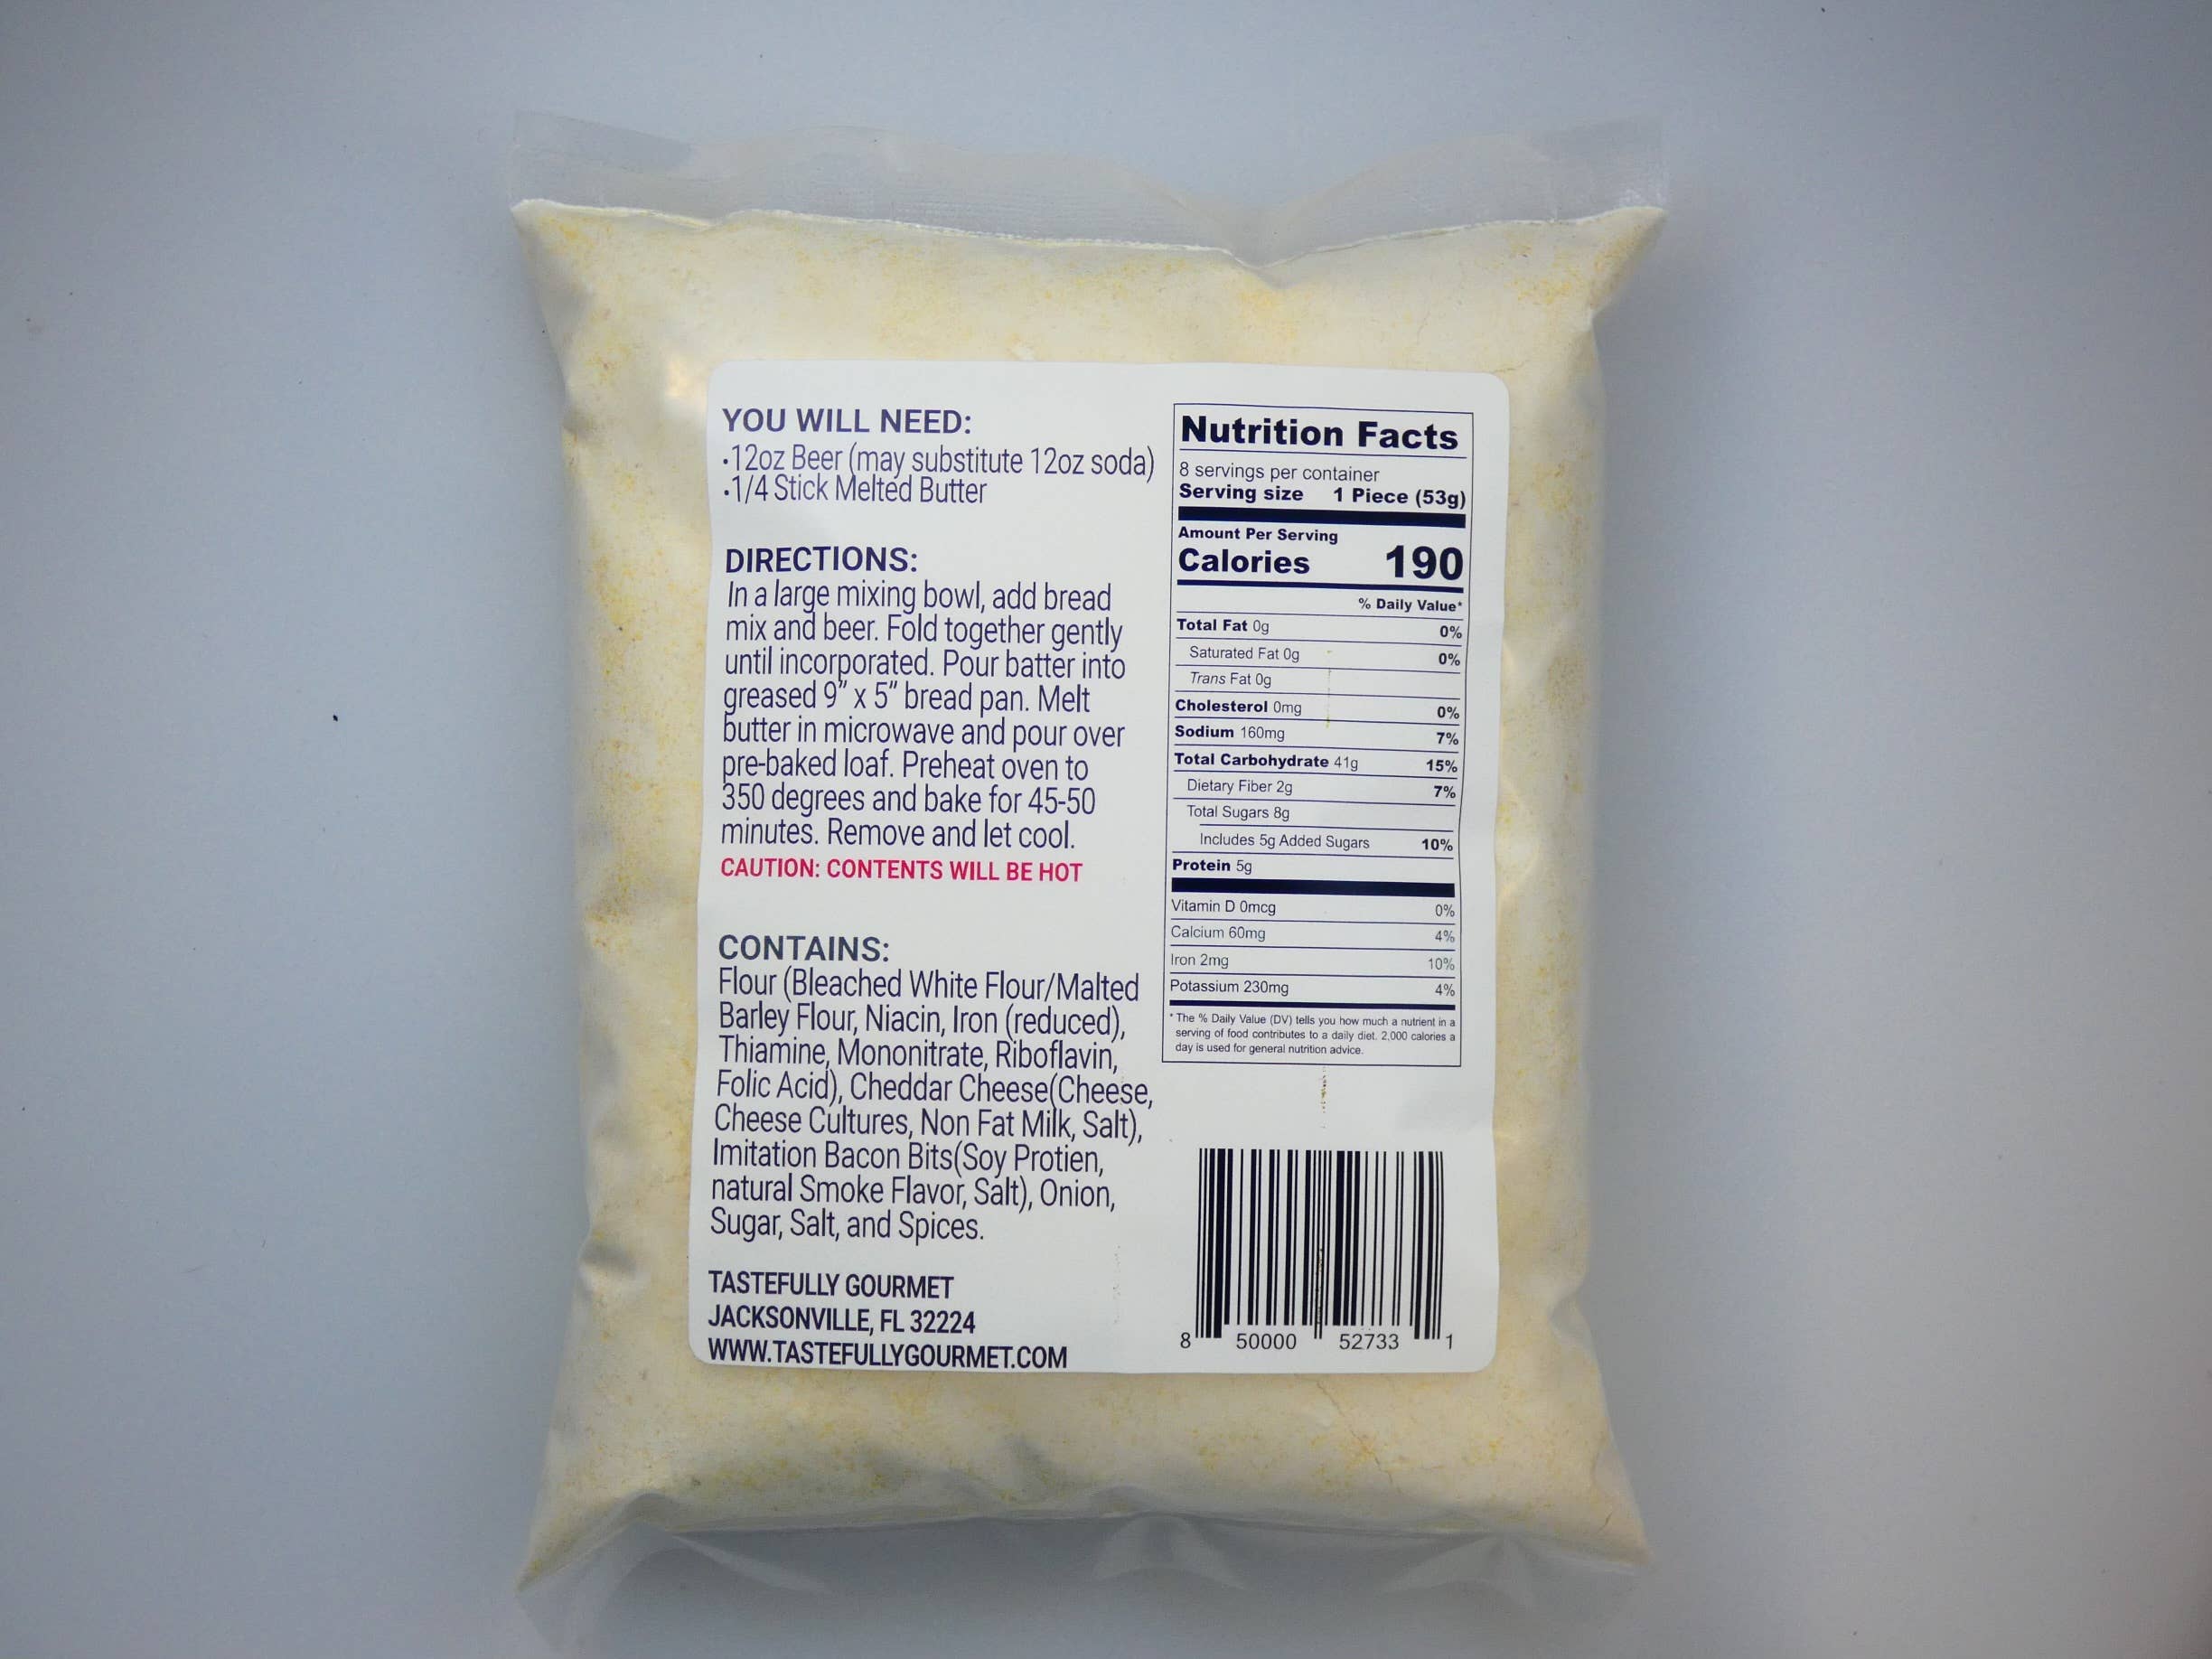 YOU WILL NEED:
·12oz Beer (may substitute 12oz soda)
·1/4 Stick Melted Butter
DIRECTIONS:
In a large mixing bowl, add bread
mix and beer. Fold together gently
until incorporated. Pour batter into
greased 9” x 5” bread pan. Melt
butter in microwave and pour over
pre-baked loaf. Preheat oven to
350 degrees and bake for 45-50
minutes. Remove and let cool.
CAUTION: CONTENTS WILL BE HOT
CONTAINS:
Flour (Bleached White Flour/Malted
Barley Flour, Niacin, Iron (reduced),
Thiamine, Mononitrate, Riboflavin,
Folic Acid), Cheddar Cheese(Cheese,
Cheese Cultures, Non Fat Milk, Salt),
Imitation Bacon Bits(Soy Protien,
natural Smoke Flavor, Salt), Onion,
Sugar, Salt, and Spices.
TASTEFULLY GOURMET
JACKSONVILLE, FL 32224
WWW.TASTEFULLYGOURMET.COM
Nutrition Facts
8 servings per container
Serving size 1 Piece (53g)
Amount Per Serving
Calories 190
% Daily Value*
Total Fat 0g 0%
Saturated Fat 0g 0%
Trans Fat 0g
Cholesterol 0mg 0%
Sodium 160mg 7%
Total Carbohydrate 41g 15%
Dietary Fiber 2g 7%
Total Sugars 8g
Includes 5g Added Sugars 10%
Protein 5g
Vitamin D 0mcg 0%
Calcium 60mg 4%
Iron 2mg 10%
Potassium 230mg 4%
* The % Daily Value (DV) tells you how much a nutrient in a
serving of food contributes to a daily diet. 2,000 calories a
day is used for general nutrition advice.
8 50000 52733 1